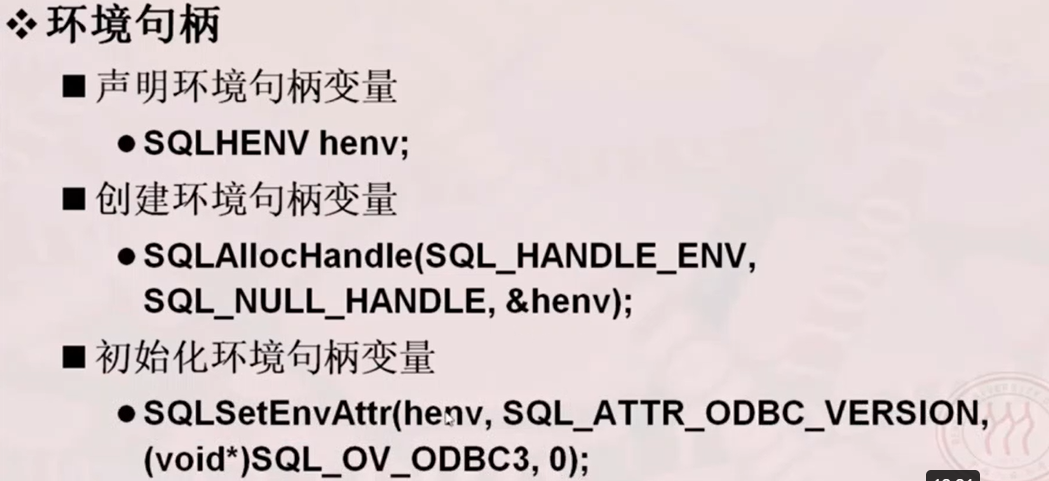 环境句柄
声明环境句柄变量
SQLHENV henv;
创建环境句柄变量
SQLAllocHandle(SQL_HANDLE_ENV,
SQL_NULL_HANDLE, &henv);
初始化环境句柄变量
SQLSetEnvAttr(henv, SQL_ATTR_ODBC_VERSION,
(void*)SQL_OV_ODBC3, 0);